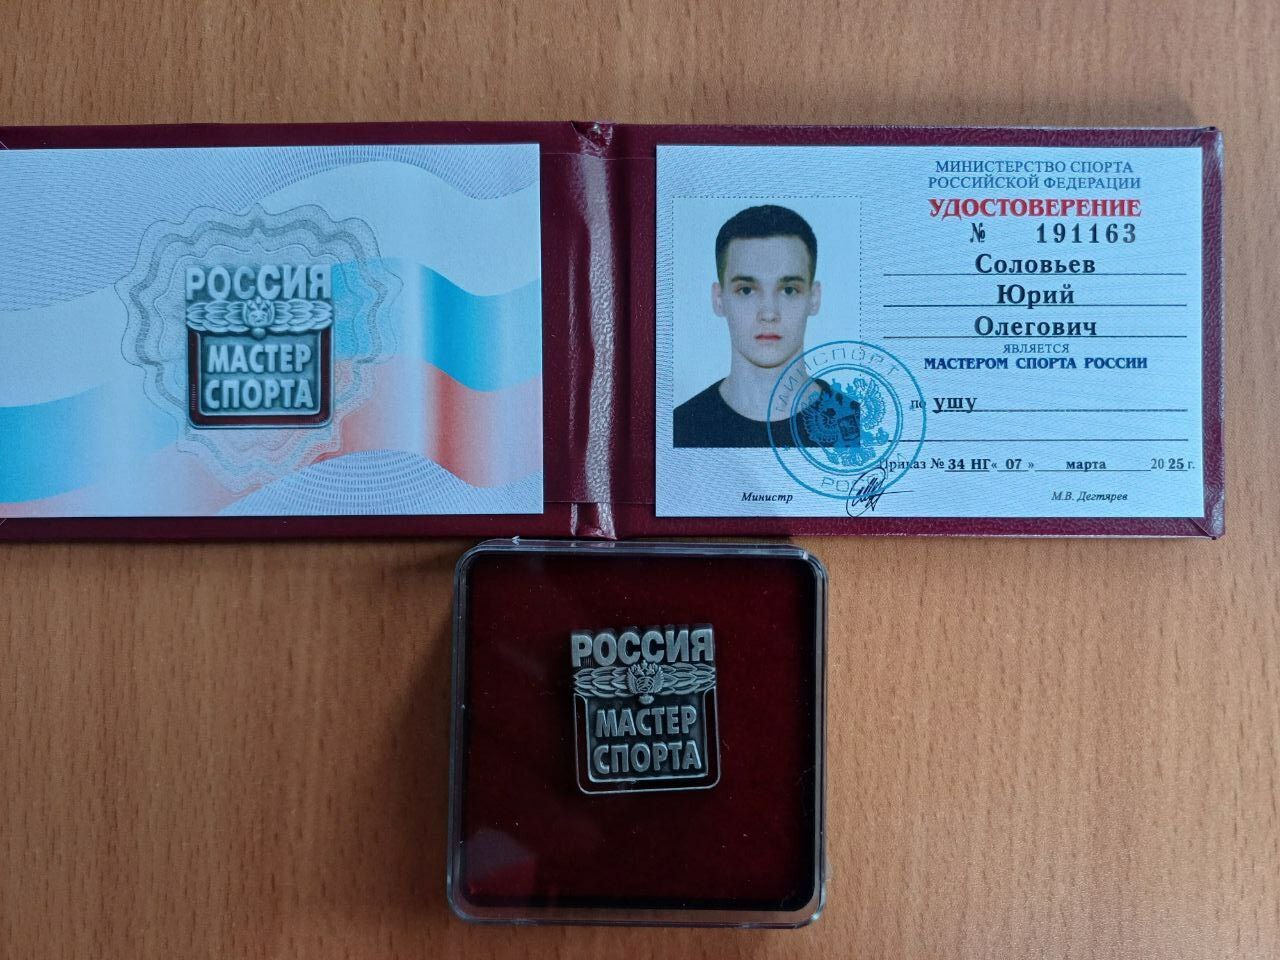 РОССИЯ
МАСТЕР
СПОРТА
МИНИСТЕРСТВО СПОРТА
РОССИЙСКОЙ ФЕДЕРАЦИИ
УДОСТОВЕРЕНИЕ
№ 191163
Соловьев
Юрий
Олегович
ЯВЛЯЕТСЯ
МАСТЕРОМ СПОРТА РОССИИ
по ушу
Приказ № 34 НГ « 07 » марта 2025 г.
Министр М.В. Дегтярев
МИНСПОРТ
РОССИЯ
МАСТЕР
СПОРТА